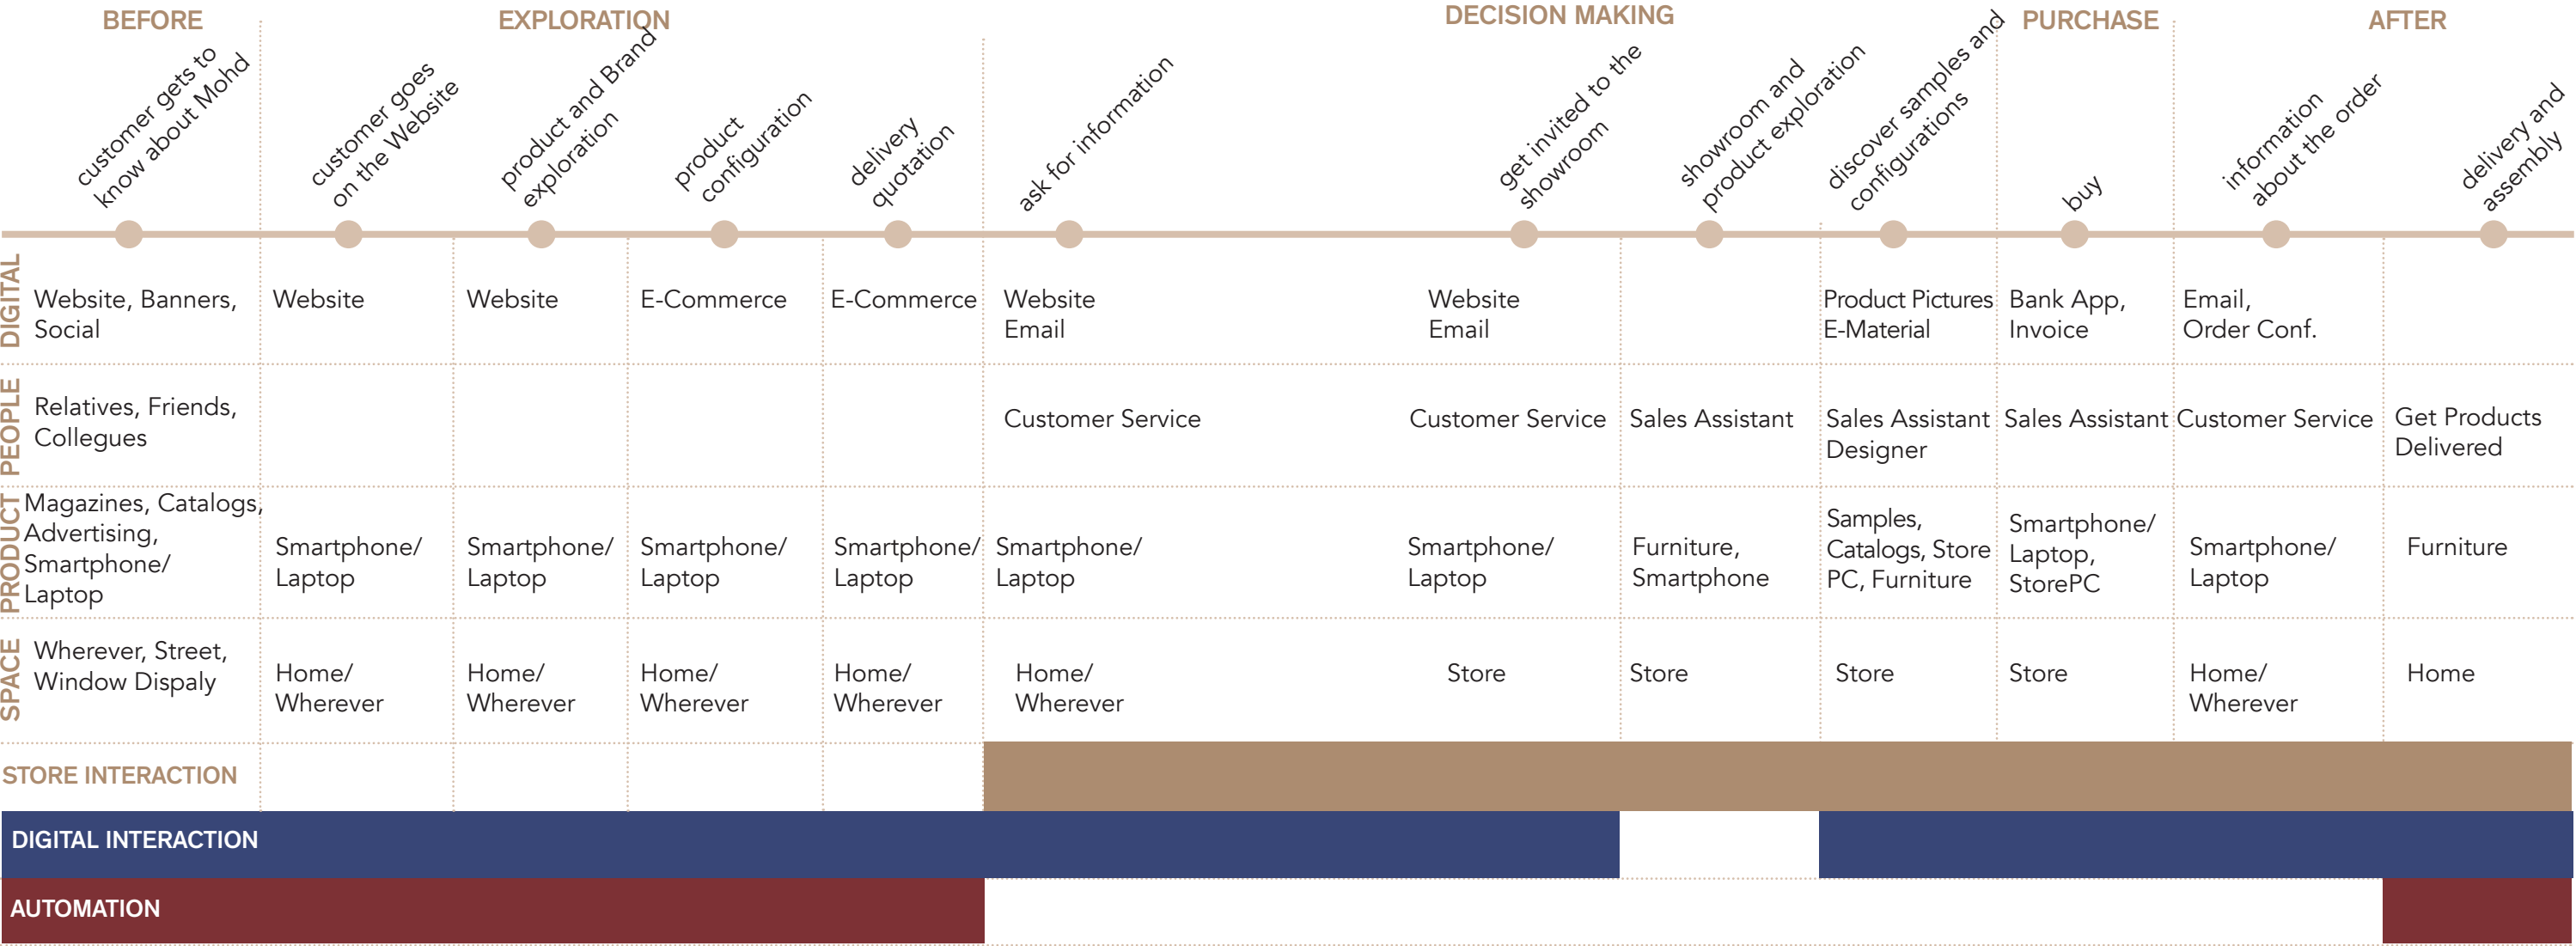 BEFORE
EXPLORATION
DECISION MAKING
PURCHASE
AFTER
customer gets to
know about Mohd
customer goes
on the Website
product and Brand
exploration
product
configuration
delivery
quotation
ask for information
get invited to the
showroom
showroom and
product exploration
discover samples and
configurations
buy
information
about the order
delivery and
assembly
DIGITAL
Website, Banners,
Social
Website
Website
E-Commerce
E-Commerce
Website
Email
Website
Email
Product Pictures
E-Material
Bank App,
Invoice
Email,
Order Conf.
PEOPLE
Relatives, Friends,
Collegues
Customer Service
Customer Service
Sales Assistant
Sales Assistant
Designer
Sales Assistant
Customer Service
Get Products
Delivered
PRODUCT
Magazines, Catalogs,
Advertising,
Smartphone/
Laptop
Smartphone/
Laptop
Smartphone/
Laptop
Smartphone/
Laptop
Smartphone/
Laptop
Smartphone/
Laptop
Smartphone/
Laptop
Furniture,
Smartphone
Samples,
Catalogs, Store
PC, Furniture
Smartphone/
Laptop,
StorePC
Smartphone/
Laptop
Furniture
SPACE
Wherever, Street,
Window Dispaly
Home/
Wherever
Home/
Wherever
Home/
Wherever
Home/
Wherever
Home/
Wherever
Store
Store
Store
Store
Home/
Wherever
Home
STORE INTERACTION
DIGITAL INTERACTION
AUTOMATION